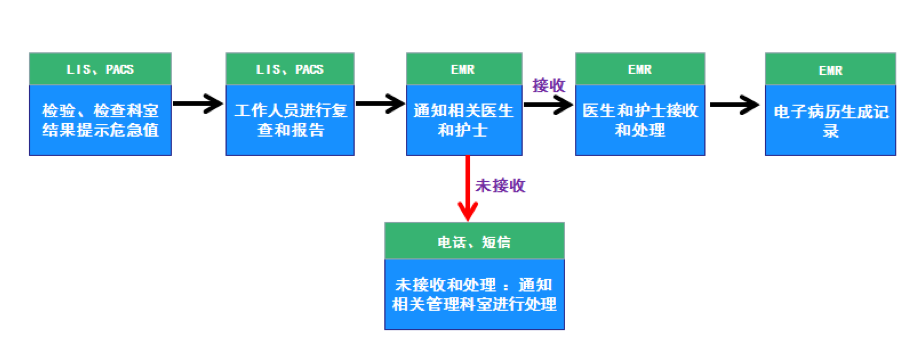 LIS、PACS
检验、检查科室
结果提示危急值
LIS、PACS
工作人员进行复
查和报告
EMR
通知相关医生
和护士
接收
EMR
医生和护士接收
和处理
EMR
电子病历生成记
录
未接收
电话、短信
未接收和处理：通知
相关管理科室进行处理